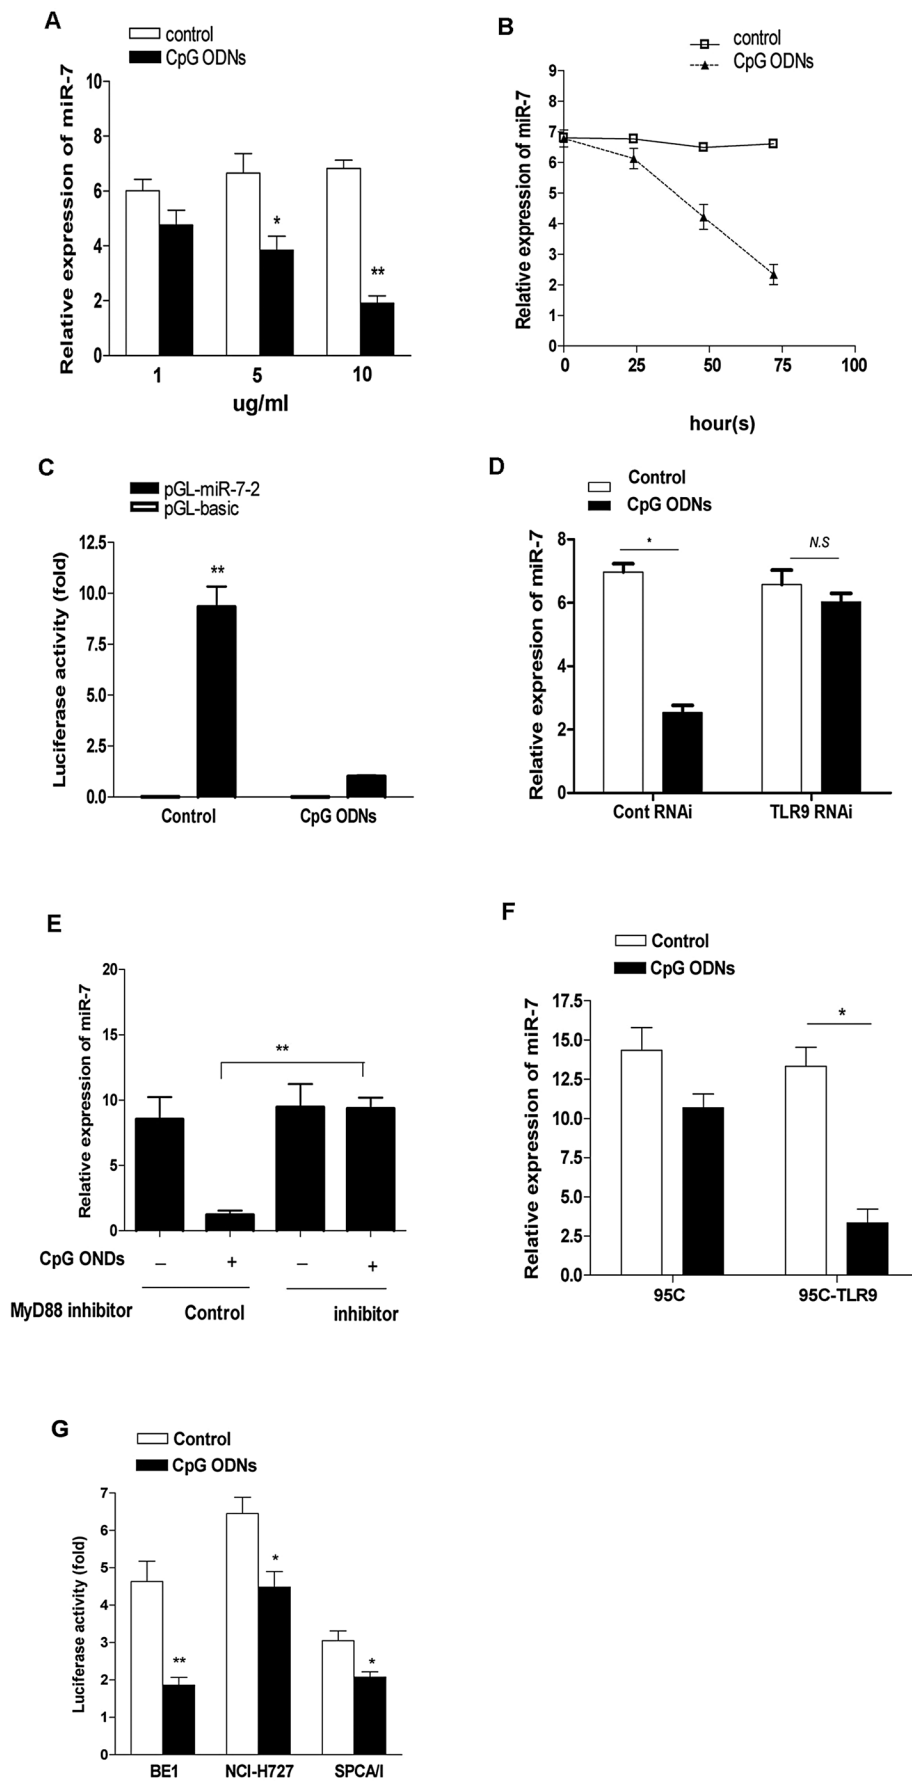 A
control
CpG ODNs
Relative expression of miR-7
10
8
6
4
2
0
*
**
1 5 10
ug/ml
B
control
CpG ODNs
Relative expression of miR-7
9
8
7
6
5
4
3
2
1
0
0 25 50 75 100
hour(s)
C
pGL-miR-7-2
pGL-basic
Luciferase activity (fold)
12.5
10.0
7.5
5.0
2.5
0.0
**
Control CpG ODNs
D
Control
CpG ODNs
Relative expresion of miR-7
8
6
4
2
0
*
N.S
Cont RNAi TLR9 RNAi
E
Relative expression of miR-7
20
15
10
5
0
**
CpG ONDs – + – +
MyD88 inhibitor Control inhibitor
F
Control
CpG ODNs
Relative expression of miR-7
17.5
15.0
12.5
10.0
7.5
5.0
2.5
0.0
*
95C 95C-TLR9
G
Control
CpG ODNs
Luciferase activity (fold)
7
6
5
4
3
2
1
0
**
*
*
BE1 NCI-H727 SPCA/I